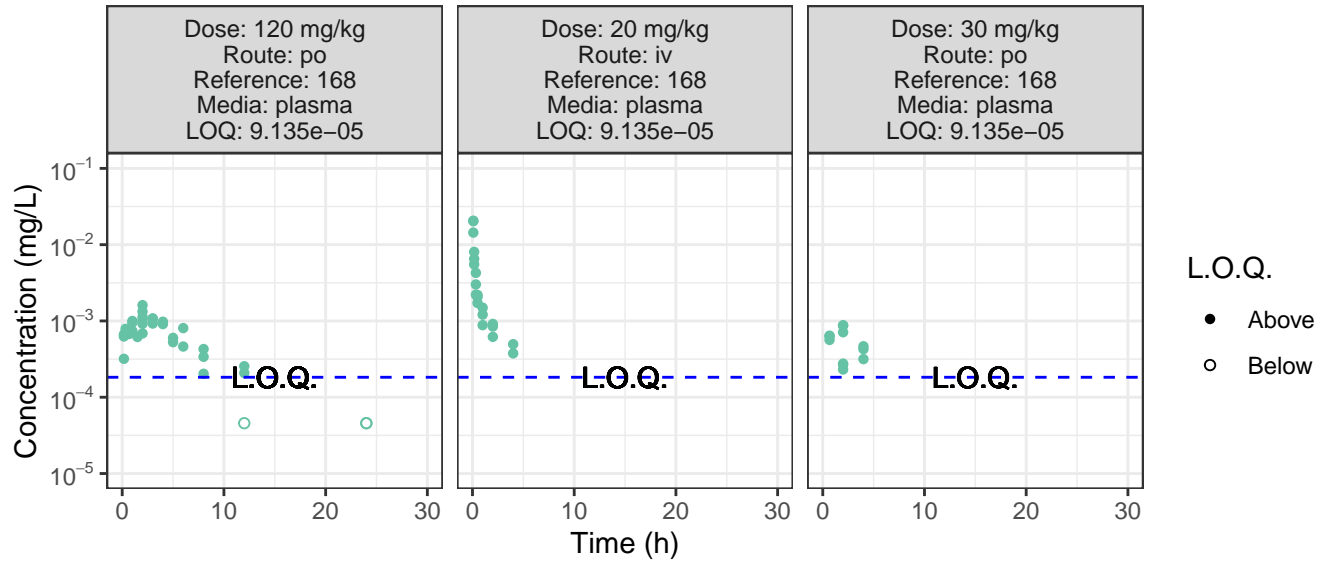 Dose: 120 mg/kg
Route: po
Reference: 168
Media: plasma
LOQ: 9.135e−05
Dose: 20 mg/kg
Route: iv
Reference: 168
Media: plasma
LOQ: 9.135e−05
Dose: 30 mg/kg
Route: po
Reference: 168
Media: plasma
LOQ: 9.135e−05
Concentration (mg/L)
10⁻¹
10⁻²
10⁻³
10⁻⁴
10⁻⁵
L.O.Q.
L.O.Q.
L.O.Q.
0 10 20 30
0 10 20 30
0 10 20 30
Time (h)
L.O.Q.
Above
Below